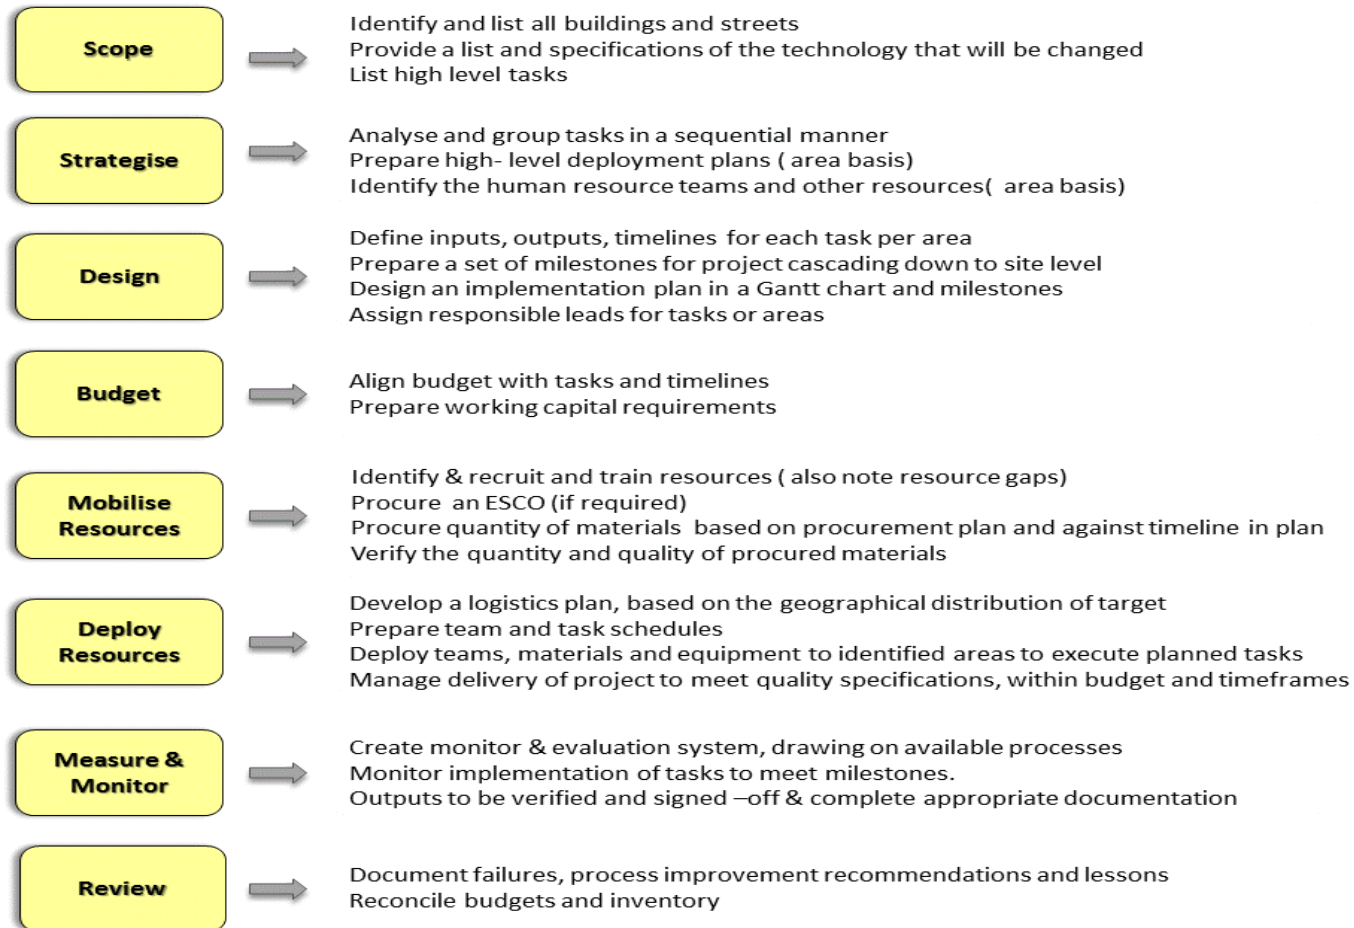 Scope
Identify and list all buildings and streets
Provide a list and specifications of the technology that will be changed
List high level tasks
Strategise
Analyse and group tasks in a sequential manner
Prepare high- level deployment plans ( area basis)
Identify the human resource teams and other resources(  area basis)
Design
Define inputs, outputs, timelines for each task per area
Prepare a set of milestones for project cascading down to site level
Design an implementation plan in a Gantt chart and milestones
Assign responsible leads for tasks or areas
Budget
Align budget with tasks and timelines
Prepare working capital requirements
Mobilise
Resources
Identify & recruit and train resources ( also note resource gaps)
Procure an ESCO (if required)
Procure quantity of materials based on procurement plan and against timeline in plan
Verify the quantity and quality of procured materials
Deploy
Resources
Develop a logistics plan, based on the geographical distribution of target
Prepare team and task schedules
Deploy teams, materials and equipment to identified areas to execute planned tasks
Manage delivery of project to meet quality specifications, within budget and timeframes
Measure &
Monitor
Create monitor & evaluation system, drawing on available processes
Monitor implementation of tasks to meet milestones.
Outputs to be verified and signed –off & complete appropriate documentation
Review
Document failures, process improvement recommendations and lessons
Reconcile budgets and inventory